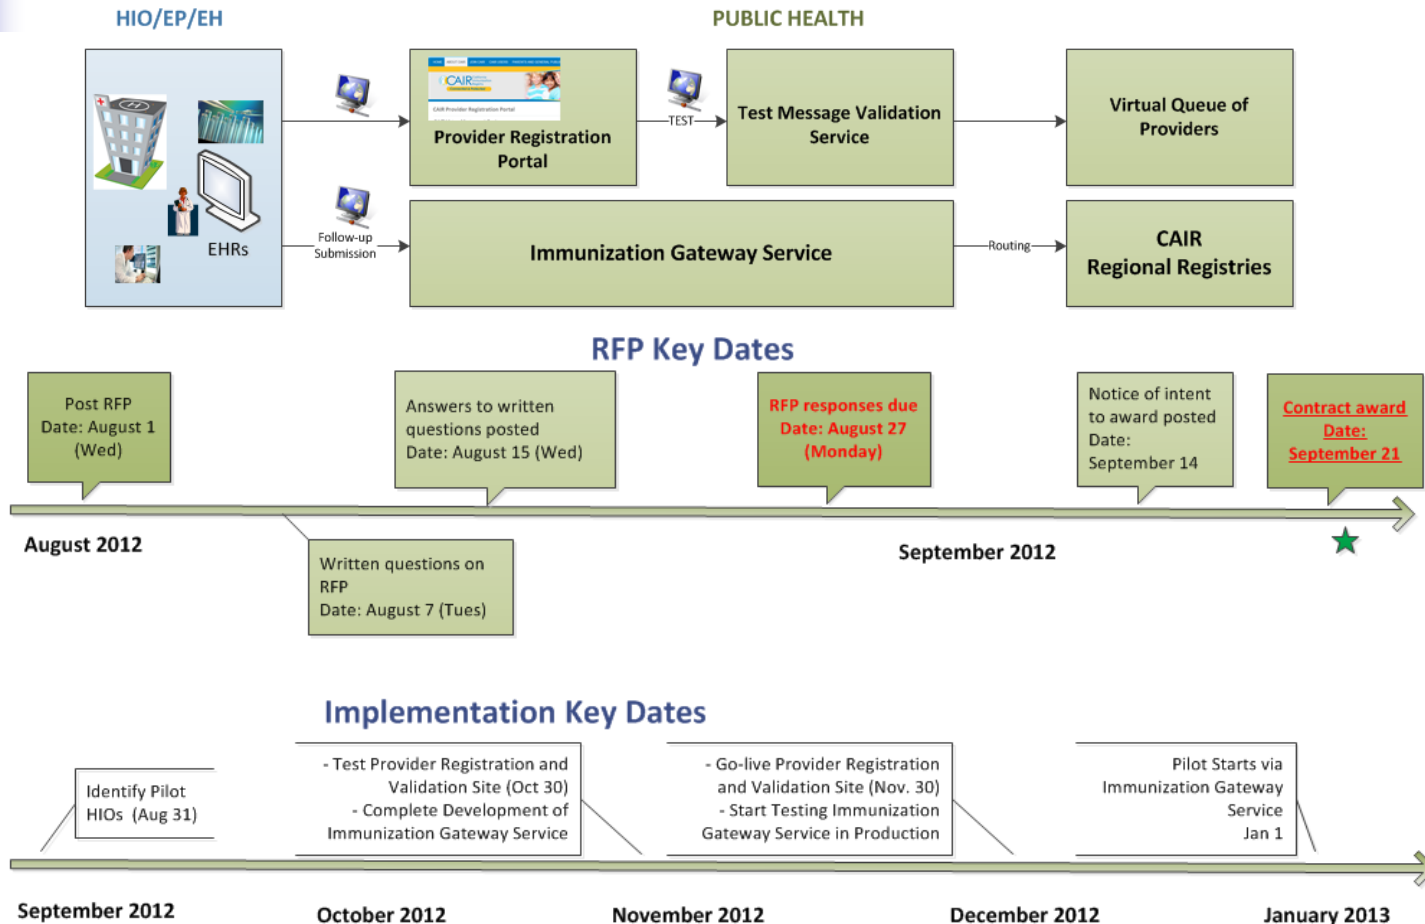 HIO/EP/EH
PUBLIC HEALTH
CAIR
CAIR Provider Registration Portal
Provider Registration
Portal
TEST
Test Message Validation
Service
Virtual Queue of
Providers
EHRs
Follow-up
Submission
Immunization Gateway Service
Routing
CAIR
Regional Registries
RFP Key Dates
Post RFP
Date: August 1
(Wed)
Answers to written
questions posted
Date: August 15 (Wed)
RFP responses due
Date: August 27
(Monday)
Notice of intent
to award posted
Date:
September 14
Contract award
Date:
September 21
August 2012
September 2012
Written questions on
RFP
Date: August 7 (Tues)
Implementation Key Dates
Identify Pilot
HIOs (Aug 31)
- Test Provider Registration and
Validation Site (Oct 30)
- Complete Development of
Immunization Gateway Service
- Go-live Provider Registration
and Validation Site (Nov. 30)
- Start Testing Immunization
Gateway Service in Production
Pilot Starts via
Immunization Gateway
Service
Jan 1
September 2012
October 2012
November 2012
December 2012
January 2013